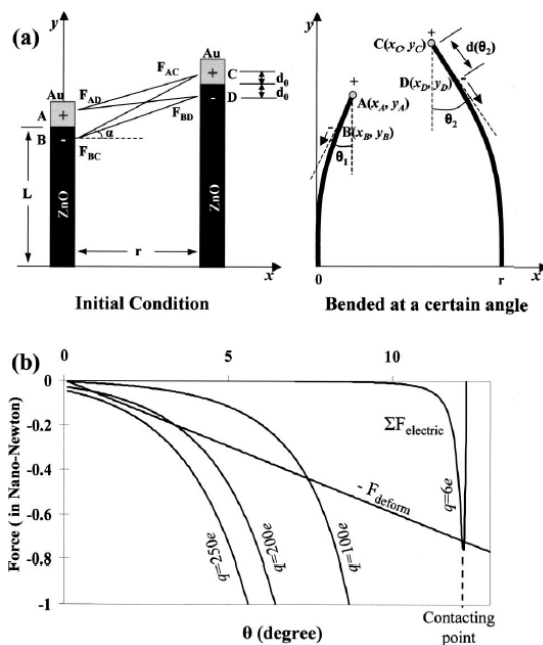 (a)
y
Au
F_AC
C
d₀
Au
F_AD
+
D
d₀
A
+
-
F_BD
B
-
α
F_BC
L
ZnO
ZnO
r
x
Initial Condition
y
+
C(x_C, y_C)
d(θ₂)
+
-
D(x_D, y_D)
A(x_A, y_A)
-
θ₂
B(x_B, y_B)
θ₁
0
r
x
Bended at a certain angle
(b)
0
5
10
0
-0.2
-0.4
-0.6
-0.8
-1
Force ( in Nano-Newton)
ΣF_electric
- F_deform
q=6e
q=100e
q=200e
q=250e
θ (degree)
Contacting
point